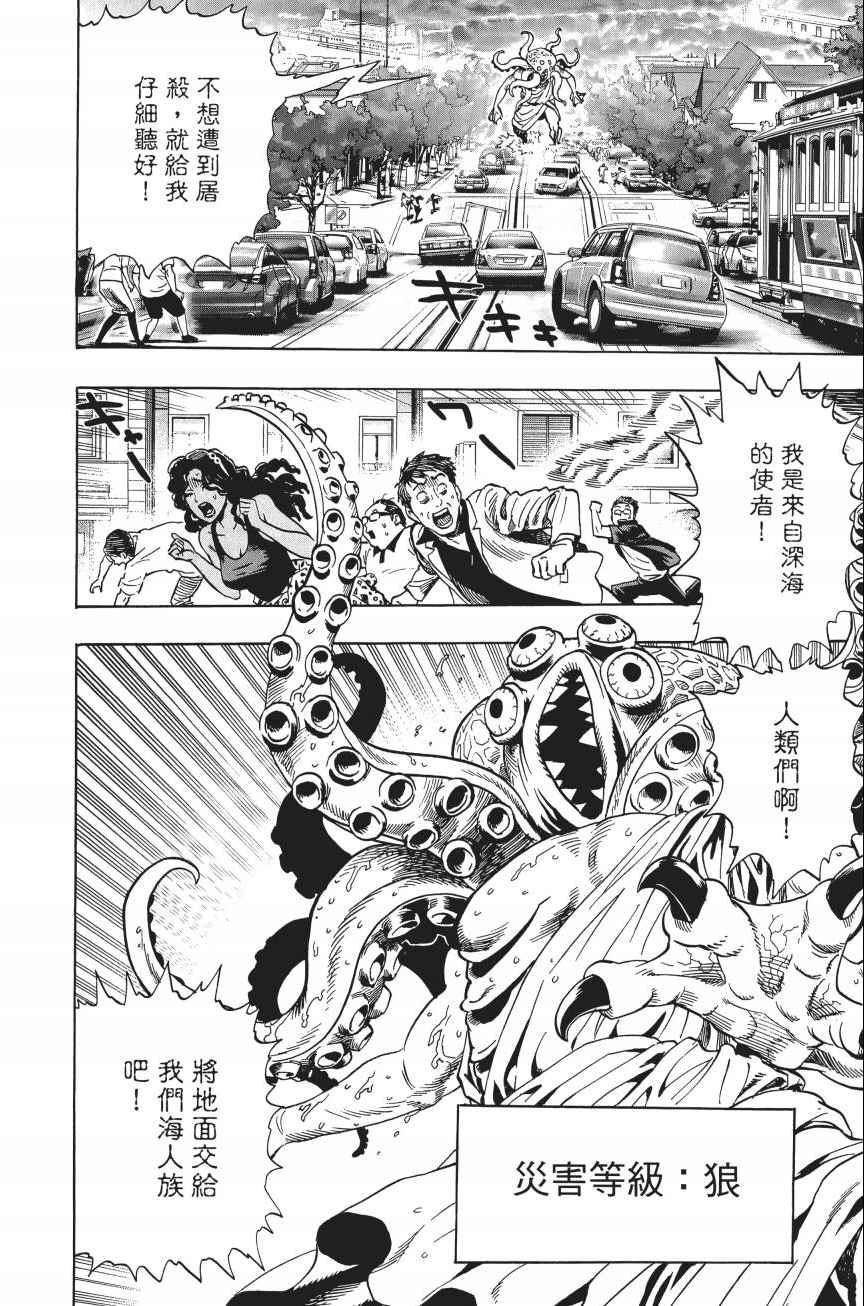 不想遭到屠
殺，就給我
仔細聽好！
キキキッ
キャー
ワー
我是來自深海
的使者！
人類們啊！
將地面交給
我們海人族
吧！
災害等級：狼